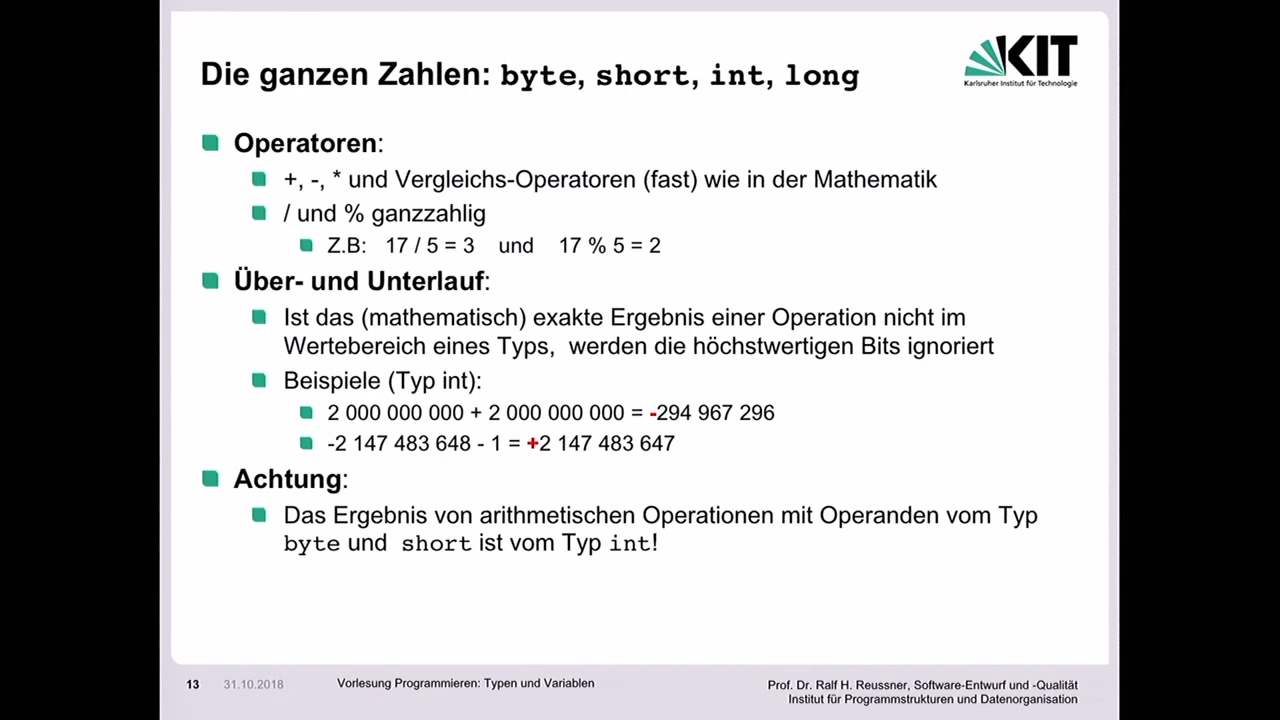 Die ganzen Zahlen: byte, short, int, long
KIT
Karlsruher Institut für Technologie
Operatoren:
+, -, * und Vergleichs-Operatoren (fast) wie in der Mathematik
/ und % ganzzahlig
Z.B: 17 / 5 = 3 und 17 % 5 = 2
Über- und Unterlauf:
Ist das (mathematisch) exakte Ergebnis einer Operation nicht im
Wertebereich eines Typs, werden die höchstwertigen Bits ignoriert
Beispiele (Typ int):
2 000 000 000 + 2 000 000 000 = -294 967 296
-2 147 483 648 - 1 = +2 147 483 647
Achtung:
Das Ergebnis von arithmetischen Operationen mit Operanden vom Typ
byte und short ist vom Typ int!
13 31.10.2018 Vorlesung Programmieren: Typen und Variablen
Prof. Dr. Ralf H. Reussner, Software-Entwurf und -Qualität
Institut für Programmstrukturen und Datenorganisation